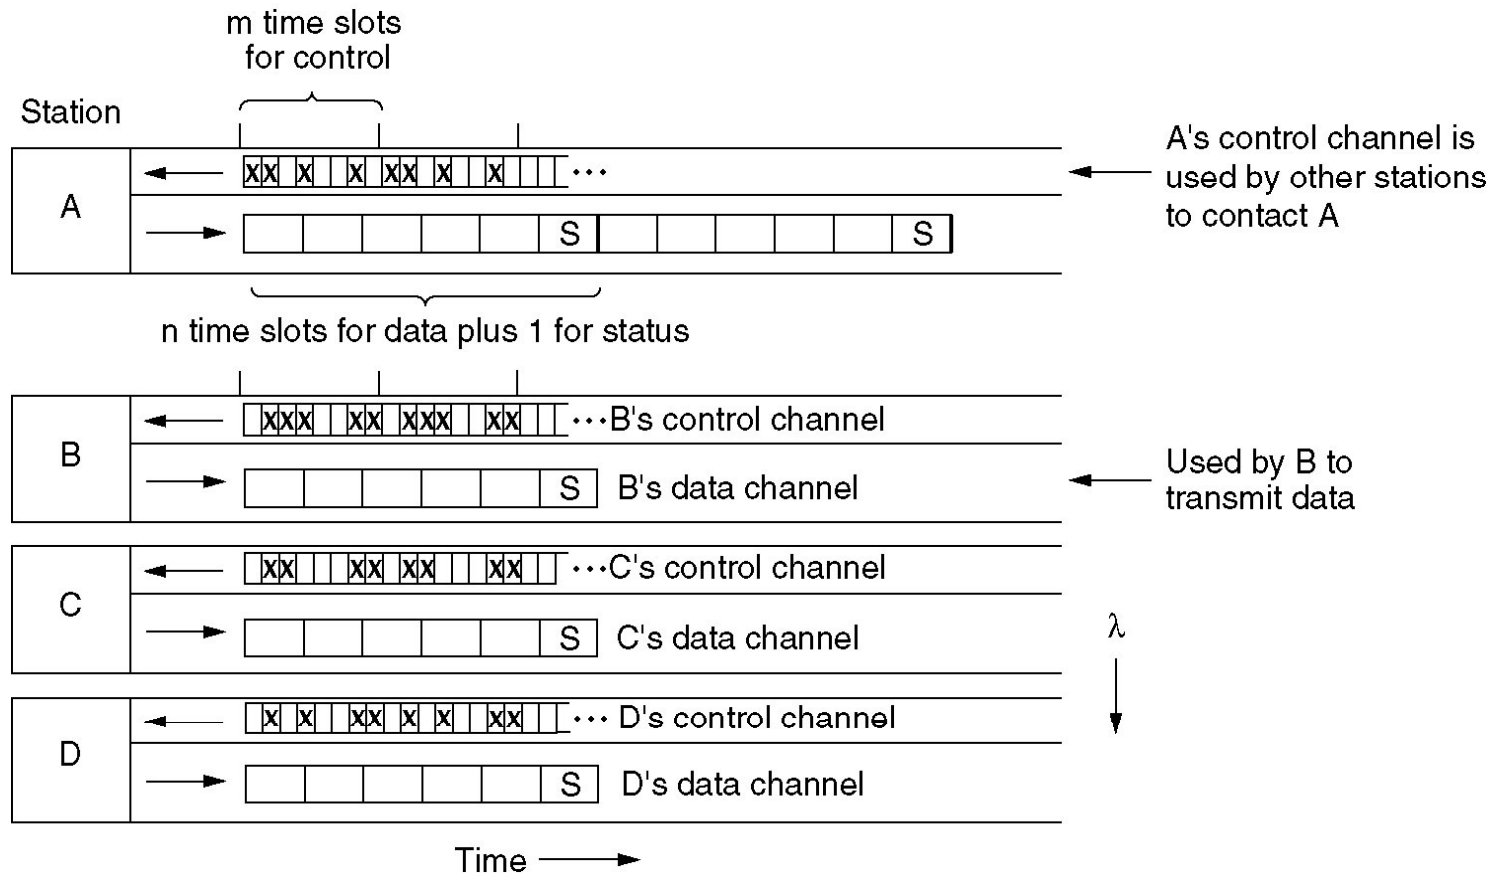 m time slots
for control
Station
A
X X X X X X X X ...
S S
A's control channel is
used by other stations
to contact A
n time slots for data plus 1 for status
B
X X X X X X X X X X ... B's control channel
S B's data channel
Used by B to
transmit data
C
X X X X X X X X ... C's control channel
S C's data channel
λ
D
X X X X X X X X ... D's control channel
S D's data channel
Time